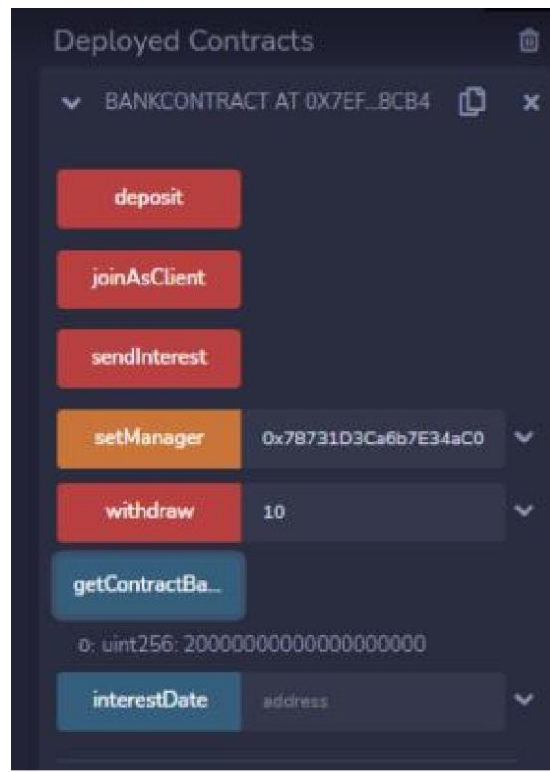 Deployed Contracts
BANKCONTRACT AT 0X7EF...8CB4
deposit
joinAsClient
sendInterest
setManager 0x78731D3Ca6b7E34aC0
withdraw 10
getContractBa...
0: uint256: 20000000000000000000
interestDate address